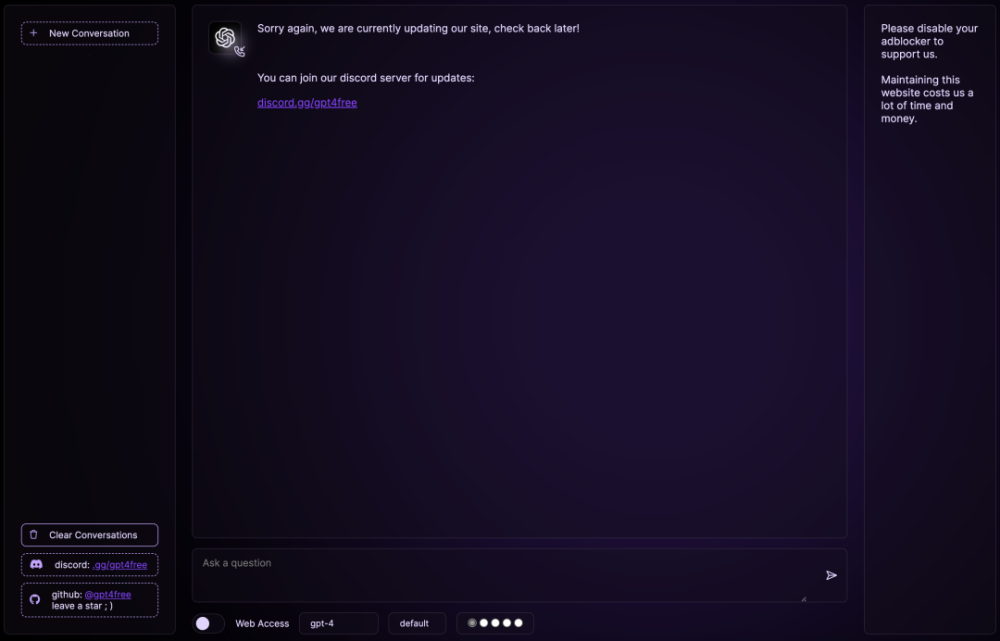 New Conversation
Clear Conversations
discord: .gg/gpt4free
github: @gpt4free
leave a star ; )
Sorry again, we are currently updating our site, check back later!
You can join our discord server for updates:
discord.gg/gpt4free
Ask a question
Web Access
gpt-4
default
Please disable your
adblocker to
support us.
Maintaining this
website costs us a
lot of time and
money.